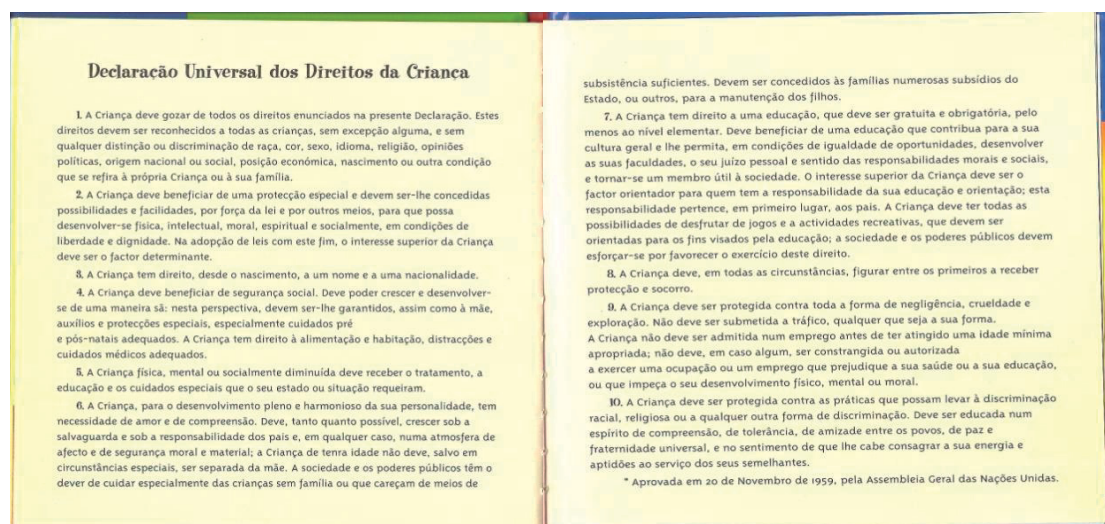 Declaração Universal dos Direitos da Criança
1. A Criança deve gozar de todos os direitos enunciados na presente Declaração. Estes
direitos devem ser reconhecidos a todas as crianças, sem excepção alguma, e sem
qualquer distinção ou discriminação de raça, cor, sexo, idioma, religião, opiniões
políticas, origem nacional ou social, posição económica, nascimento ou outra condição
que se refira à própria Criança ou à sua família.
2. A Criança deve beneficiar de uma protecção especial e devem ser-lhe concedidas
possibilidades e facilidades, por força da lei e por outros meios, para que possa
desenvolver-se física, intelectual, moral, espiritual e socialmente, em condições de
liberdade e dignidade. Na adopção de leis com este fim, o interesse superior da Criança
deve ser o factor determinante.
3. A Criança tem direito, desde o nascimento, a um nome e a uma nacionalidade.
4. A Criança deve beneficiar de segurança social. Deve poder crescer e desenvolver-
se de uma maneira sã: nesta perspectiva, devem ser-lhe garantidos, assim como à mãe,
auxílios e protecções especiais, especialmente cuidados pré
e pós-natais adequados. A Criança tem direito à alimentação e habitação, distracções e
cuidados médicos adequados.
5. A Criança física, mental ou socialmente diminuída deve receber o tratamento, a
educação e os cuidados especiais que o seu estado ou situação requeiram.
6. A Criança, para o desenvolvimento pleno e harmonioso da sua personalidade, tem
necessidade de amor e de compreensão. Deve, tanto quanto possível, crescer sob a
salvaguarda e sob a responsabilidade dos pais e, em qualquer caso, numa atmosfera de
afecto e de segurança moral e material; a Criança de tenra idade não deve, salvo em
circunstâncias especiais, ser separada da mãe. A sociedade e os poderes públicos têm o
dever de cuidar especialmente das crianças sem família ou que careçam de meios de
subsistência suficientes. Devem ser concedidos às famílias numerosas subsídios do
Estado, ou outros, para a manutenção dos filhos.
7. A Criança tem direito a uma educação, que deve ser gratuita e obrigatória, pelo
menos ao nível elementar. Deve beneficiar de uma educação que contribua para a sua
cultura geral e lhe permita, em condições de igualdade de oportunidades, desenvolver
as suas faculdades, o seu juízo pessoal e sentido das responsabilidades morais e sociais,
e tornar-se um membro útil à sociedade. O interesse superior da Criança deve ser o
factor orientador para quem tem a responsabilidade da sua educação e orientação; esta
responsabilidade pertence, em primeiro lugar, aos pais. A Criança deve ter todas as
possibilidades de desfrutar de jogos e a actividades recreativas, que devem ser
orientadas para os fins visados pela educação; a sociedade e os poderes públicos devem
esforçar-se por favorecer o exercício deste direito.
8. A Criança deve, em todas as circunstâncias, figurar entre os primeiros a receber
protecção e socorro.
9. A Criança deve ser protegida contra toda a forma de negligência, crueldade e
exploração. Não deve ser submetida a tráfico, qualquer que seja a sua forma.
A Criança não deve ser admitida num emprego antes de ter atingido uma idade mínima
apropriada; não deve, em caso algum, ser constrangida ou autorizada
a exercer uma ocupação ou um emprego que prejudique a sua saúde ou a sua educação,
ou que impeça o seu desenvolvimento físico, mental ou moral.
10. A Criança deve ser protegida contra as práticas que possam levar à discriminação
racial, religiosa ou a qualquer outra forma de discriminação. Deve ser educada num
espírito de compreensão, de tolerância, de amizade entre os povos, de paz e
fraternidade universal, e no sentimento de que lhe cabe consagrar a sua energia e
aptidões ao serviço dos seus semelhantes.
* Aprovada em 20 de Novembro de 1959, pela Assembleia Geral das Nações Unidas.